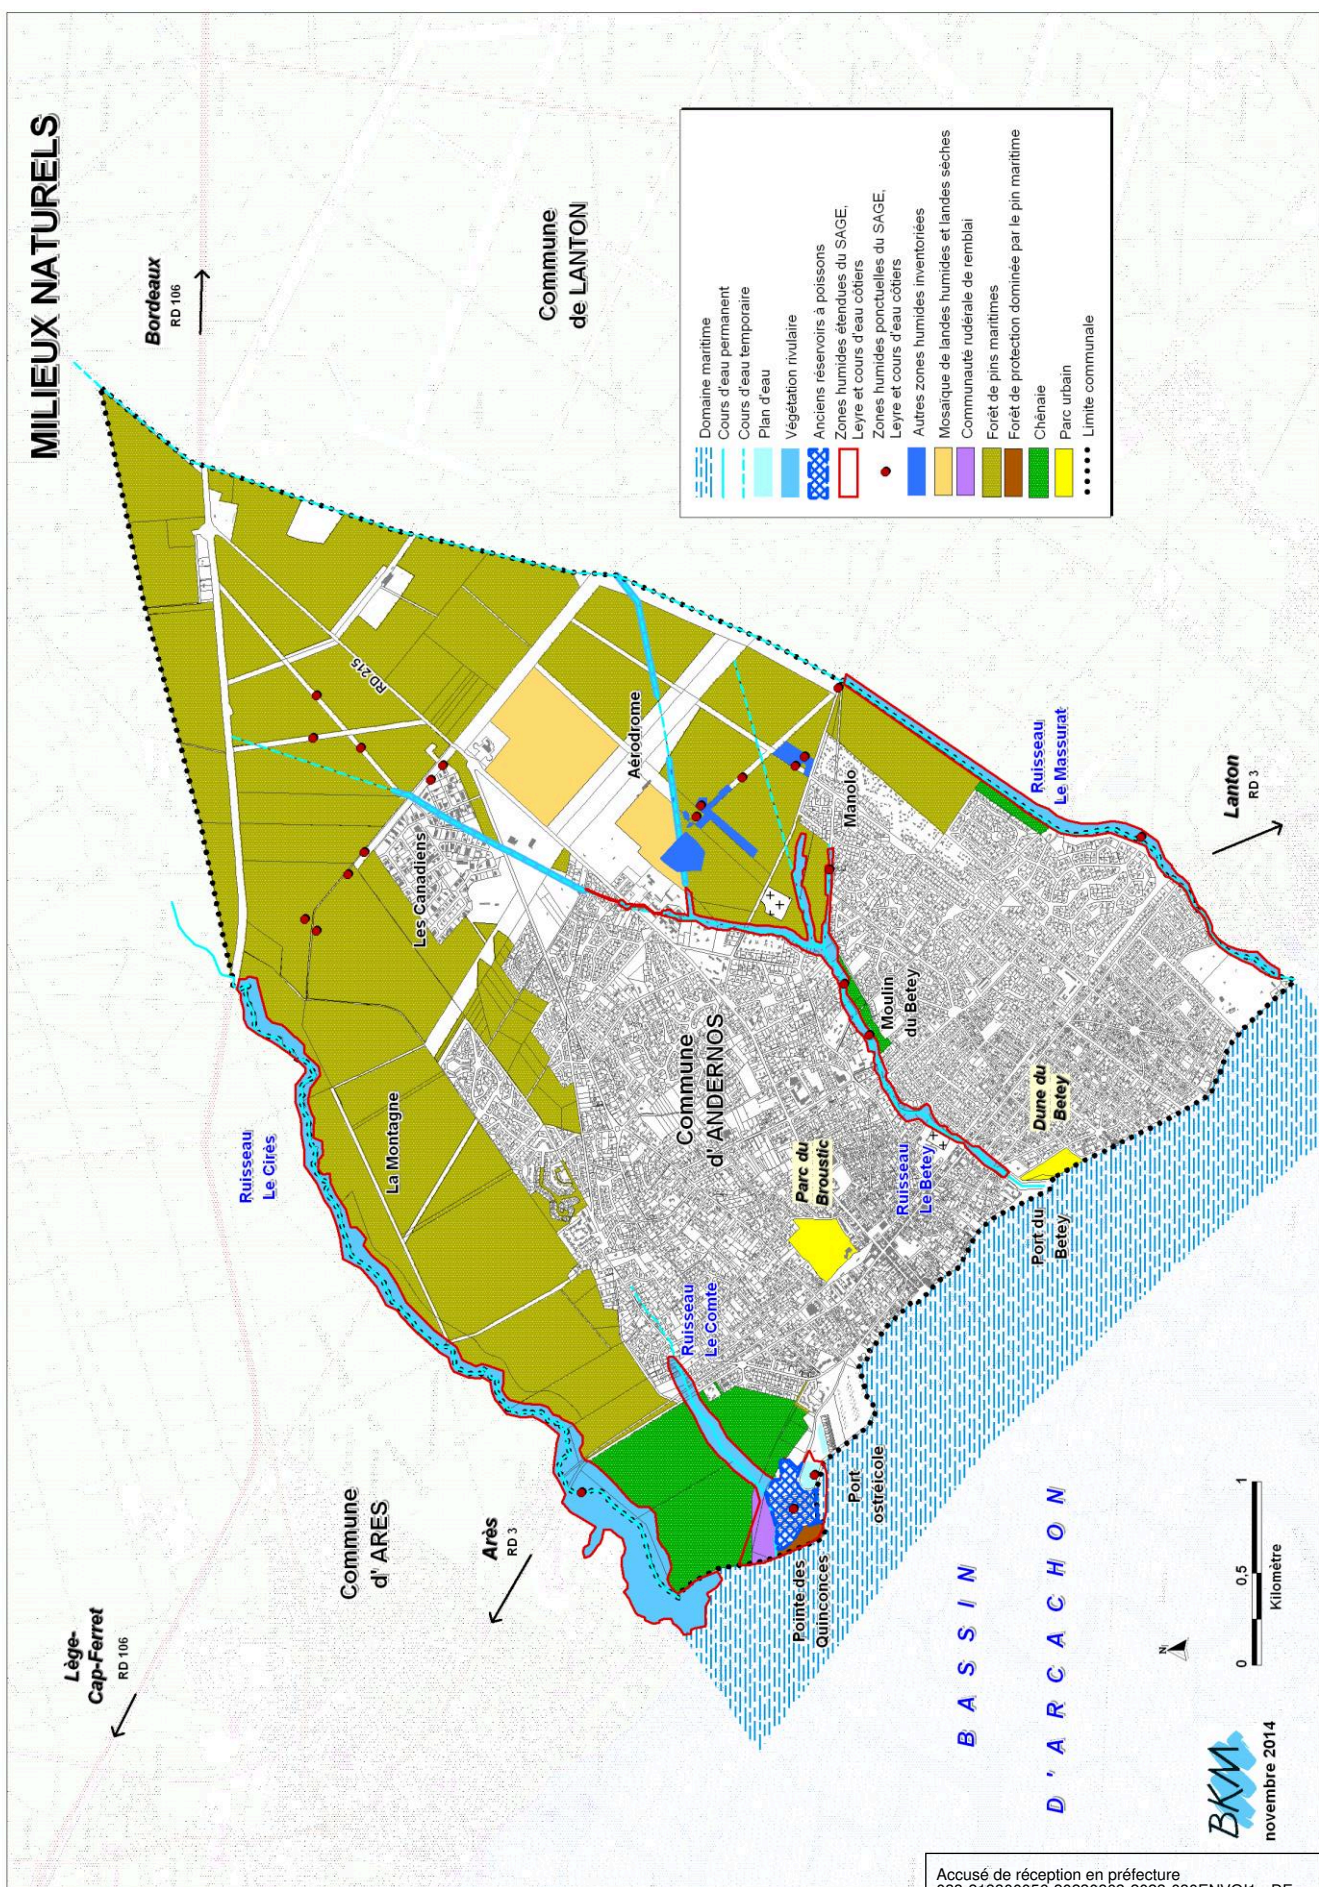 MILIEUX NATURELS
Bordeaux
RD 106
Commune
de LANTON
Lège-
Cap-Ferret
RD 106
Commune
d' ARES
Arès
RD 3
Ruisseau
Le Cirès
La Montagne
Les Canadiens
RD 215
Aérodrome
Manolo
Ruisseau
Le Massurat
Lanton
RD 3
Commune
d' ANDERNOS
Moulin
du Betey
Parc du
Broustic
Ruisseau
Le Betey
Dune du
Betey
Port du
Betey
Ruisseau
Le Comte
Port
ostréicole
Pointe des
Quinconces
BASSIN
D'ARCACHON
Domaine maritime
Cours d'eau permanent
Cours d'eau temporaire
Plan d'eau
Végétation rivulaire
Anciens réservoirs à poissons
Zones humides étendues du SAGE,
Leyre et cours d'eau côtiers
Zones humides ponctuelles du SAGE,
Leyre et cours d'eau côtiers
Autres zones humides inventoriées
Mosaïque de landes humides et landes sèches
Communauté rudérale de remblai
Forêt de pins maritimes
Forêt de protection dominée par le pin maritime
Chênaie
Parc urbain
Limite communale
N
0 0,5 1
Kilomètre
BKM
novembre 2014
Accusé de réception en préfecture